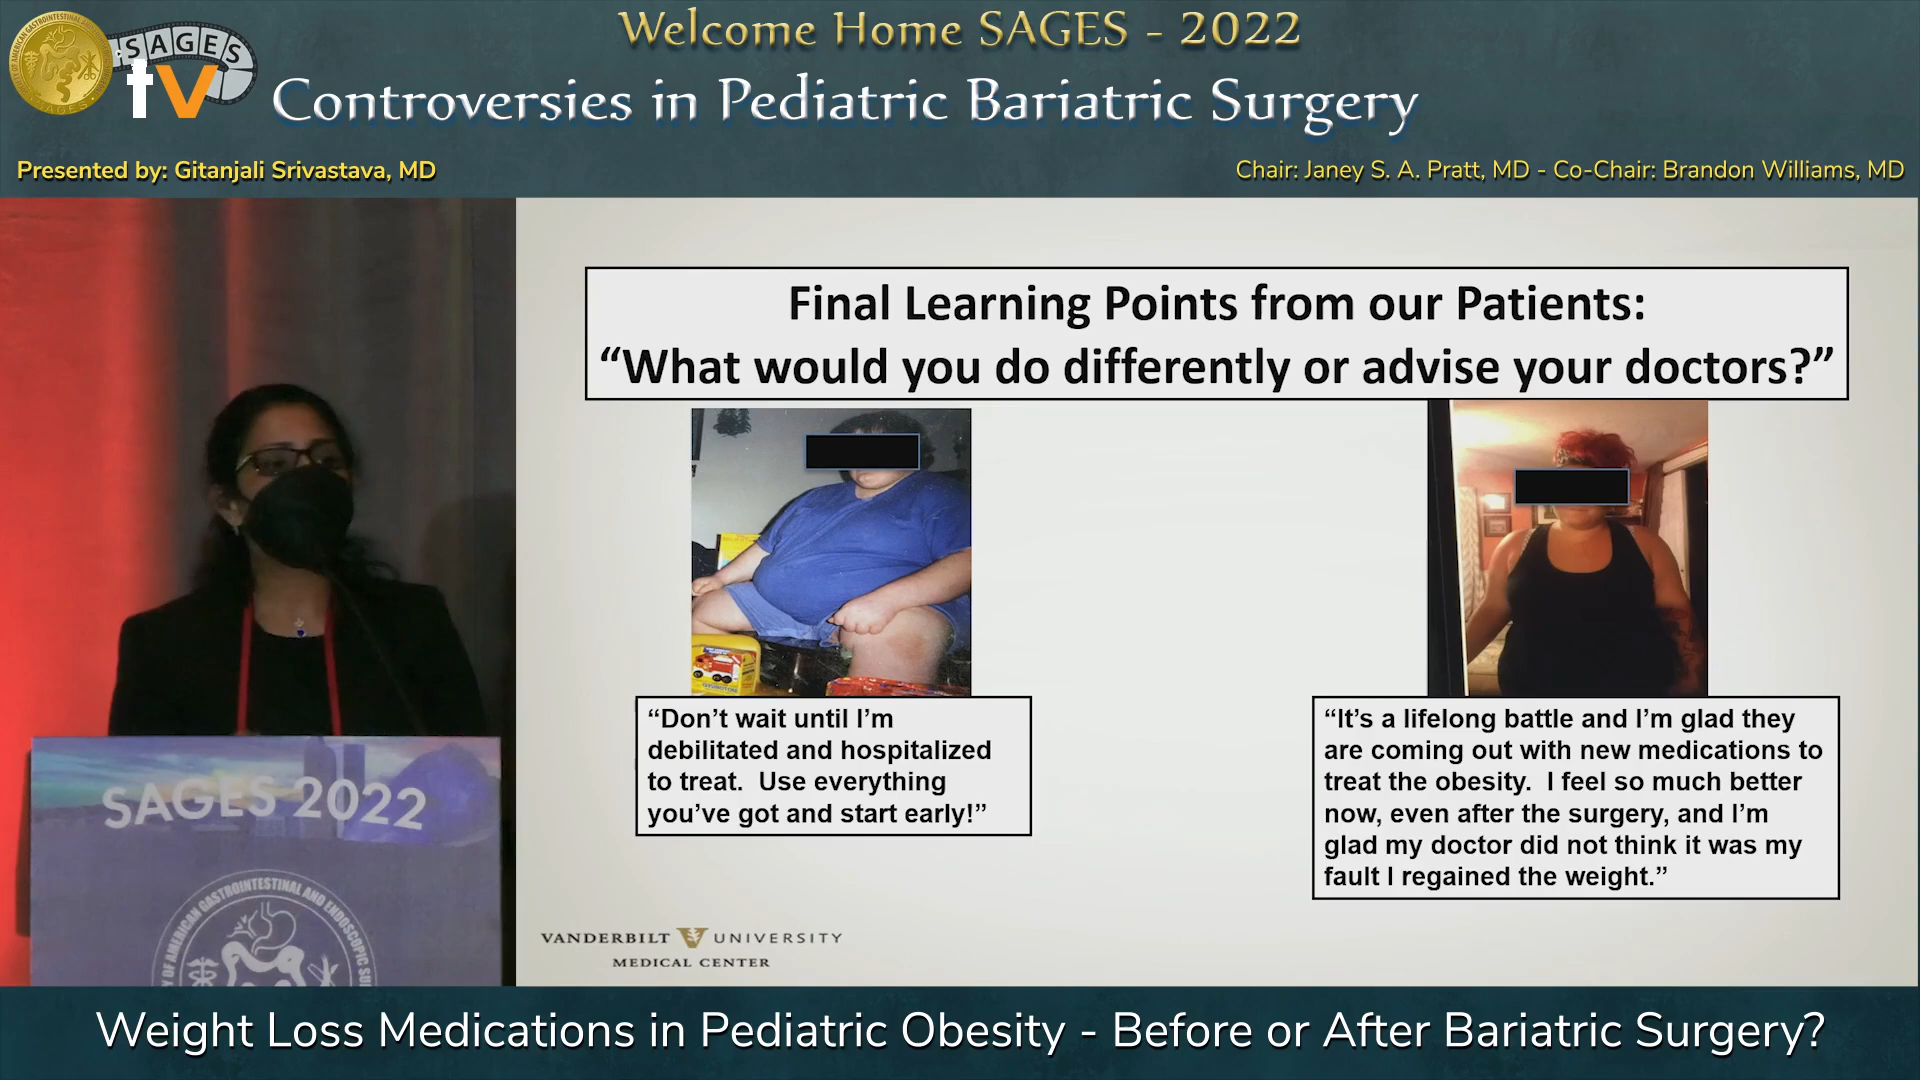 Welcome Home SAGES - 2022
SAGES
tv
Controversies in Pediatric Bariatric Surgery
Presented by: Gitanjali Srivastava, MD
Chair: Janey S. A. Pratt, MD - Co-Chair: Brandon Williams, MD
Final Learning Points from our Patients:
“What would you do differently or advise your doctors?”
“Don’t wait until I’m
debilitated and hospitalized
to treat.  Use everything
you’ve got and start early!”
“It’s a lifelong battle and I’m glad they
are coming out with new medications to
treat the obesity.  I feel so much better
now, even after the surgery, and I’m
glad my doctor did not think it was my
fault I regained the weight.”
VANDERBILT UNIVERSITY
MEDICAL CENTER
SAGES 2022
OF AMERICAN GASTROINTESTINAL AND ENDOSCOPIC
Weight Loss Medications in Pediatric Obesity - Before or After Bariatric Surgery?